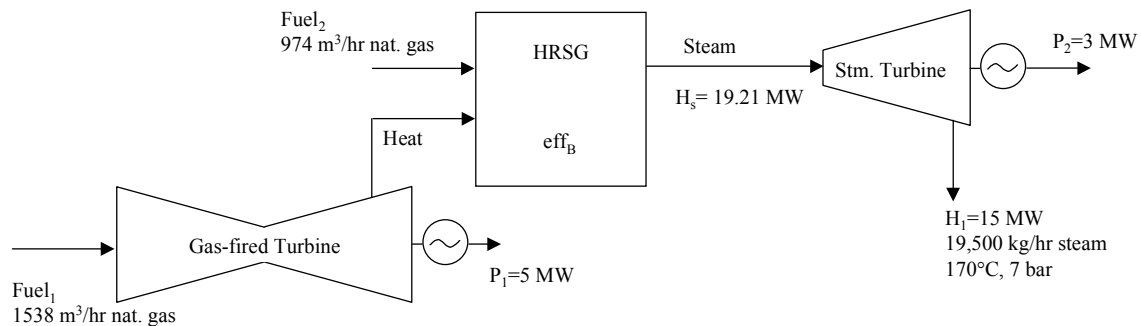 Fuel₂
974 m³/hr nat. gas
HRSG
eff_B
Steam
Hₛ= 19.21 MW
Stm. Turbine
P₂=3 MW
Heat
Gas-fired Turbine
P₁=5 MW
Fuel₁
1538 m³/hr nat. gas
H₁=15 MW
19,500 kg/hr steam
170°C, 7 bar